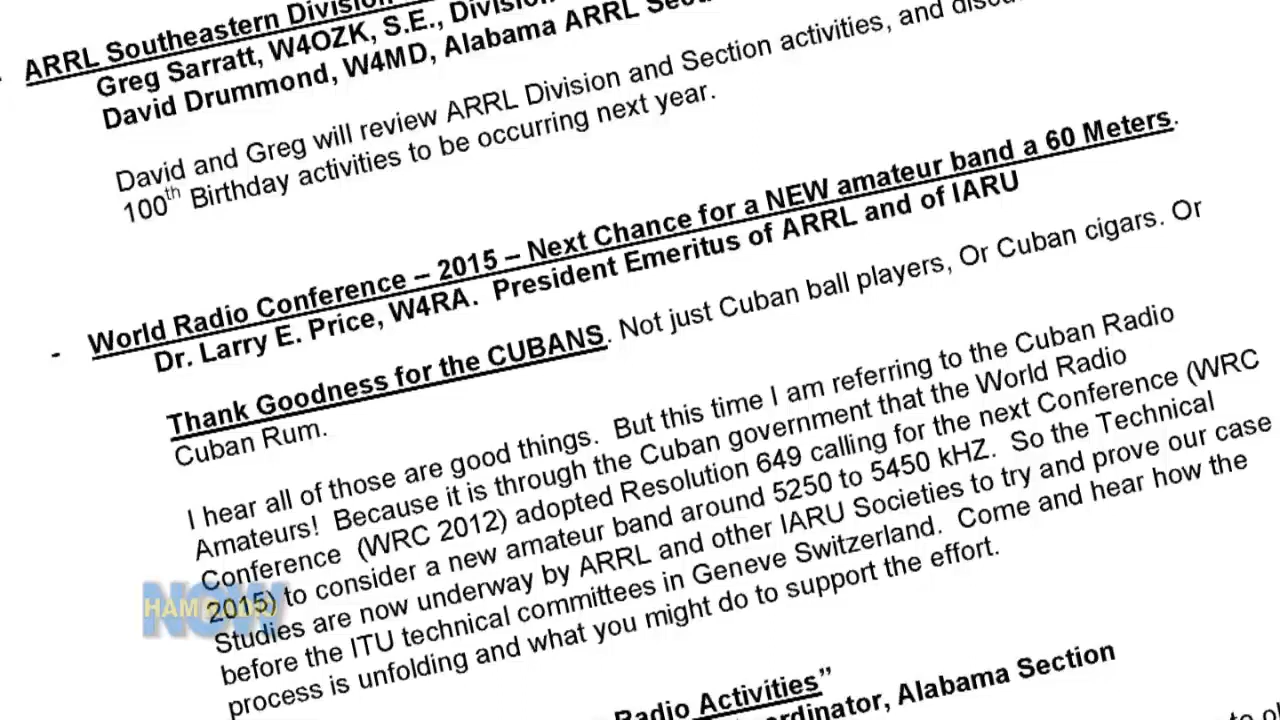 ARRL Southeastern Division
Greg Sarratt, W4OZK, S.E., Division
David Drummond, W4MD, Alabama ARRL
David and Greg will review ARRL Division and Section activities, and
100th Birthday activities to be occurring next year.
- World Radio Conference – 2015 – Next Chance for a NEW amateur band a 60 Meters.
Dr. Larry E. Price, W4RA. President Emeritus of ARRL and of IARU
Thank Goodness for the CUBANS. Not just Cuban ball players, Or Cuban cigars. Or
Cuban Rum.
I hear all of those are good things. But this time I am referring to the Cuban Radio
Amateurs! Because it is through the Cuban government that the World Radio
Conference (WRC 2012) adopted Resolution 649 calling for the next Conference (WRC
2015) to consider a new amateur band around 5250 to 5450 kHZ. So the Technical
Studies are now underway by ARRL and other IARU Societies to try and prove our case
before the ITU technical committees in Geneve Switzerland. Come and hear how the
process is unfolding and what you might do to support the effort.
Radio Activities”
Alabama Section
HAM RADIO
NOW